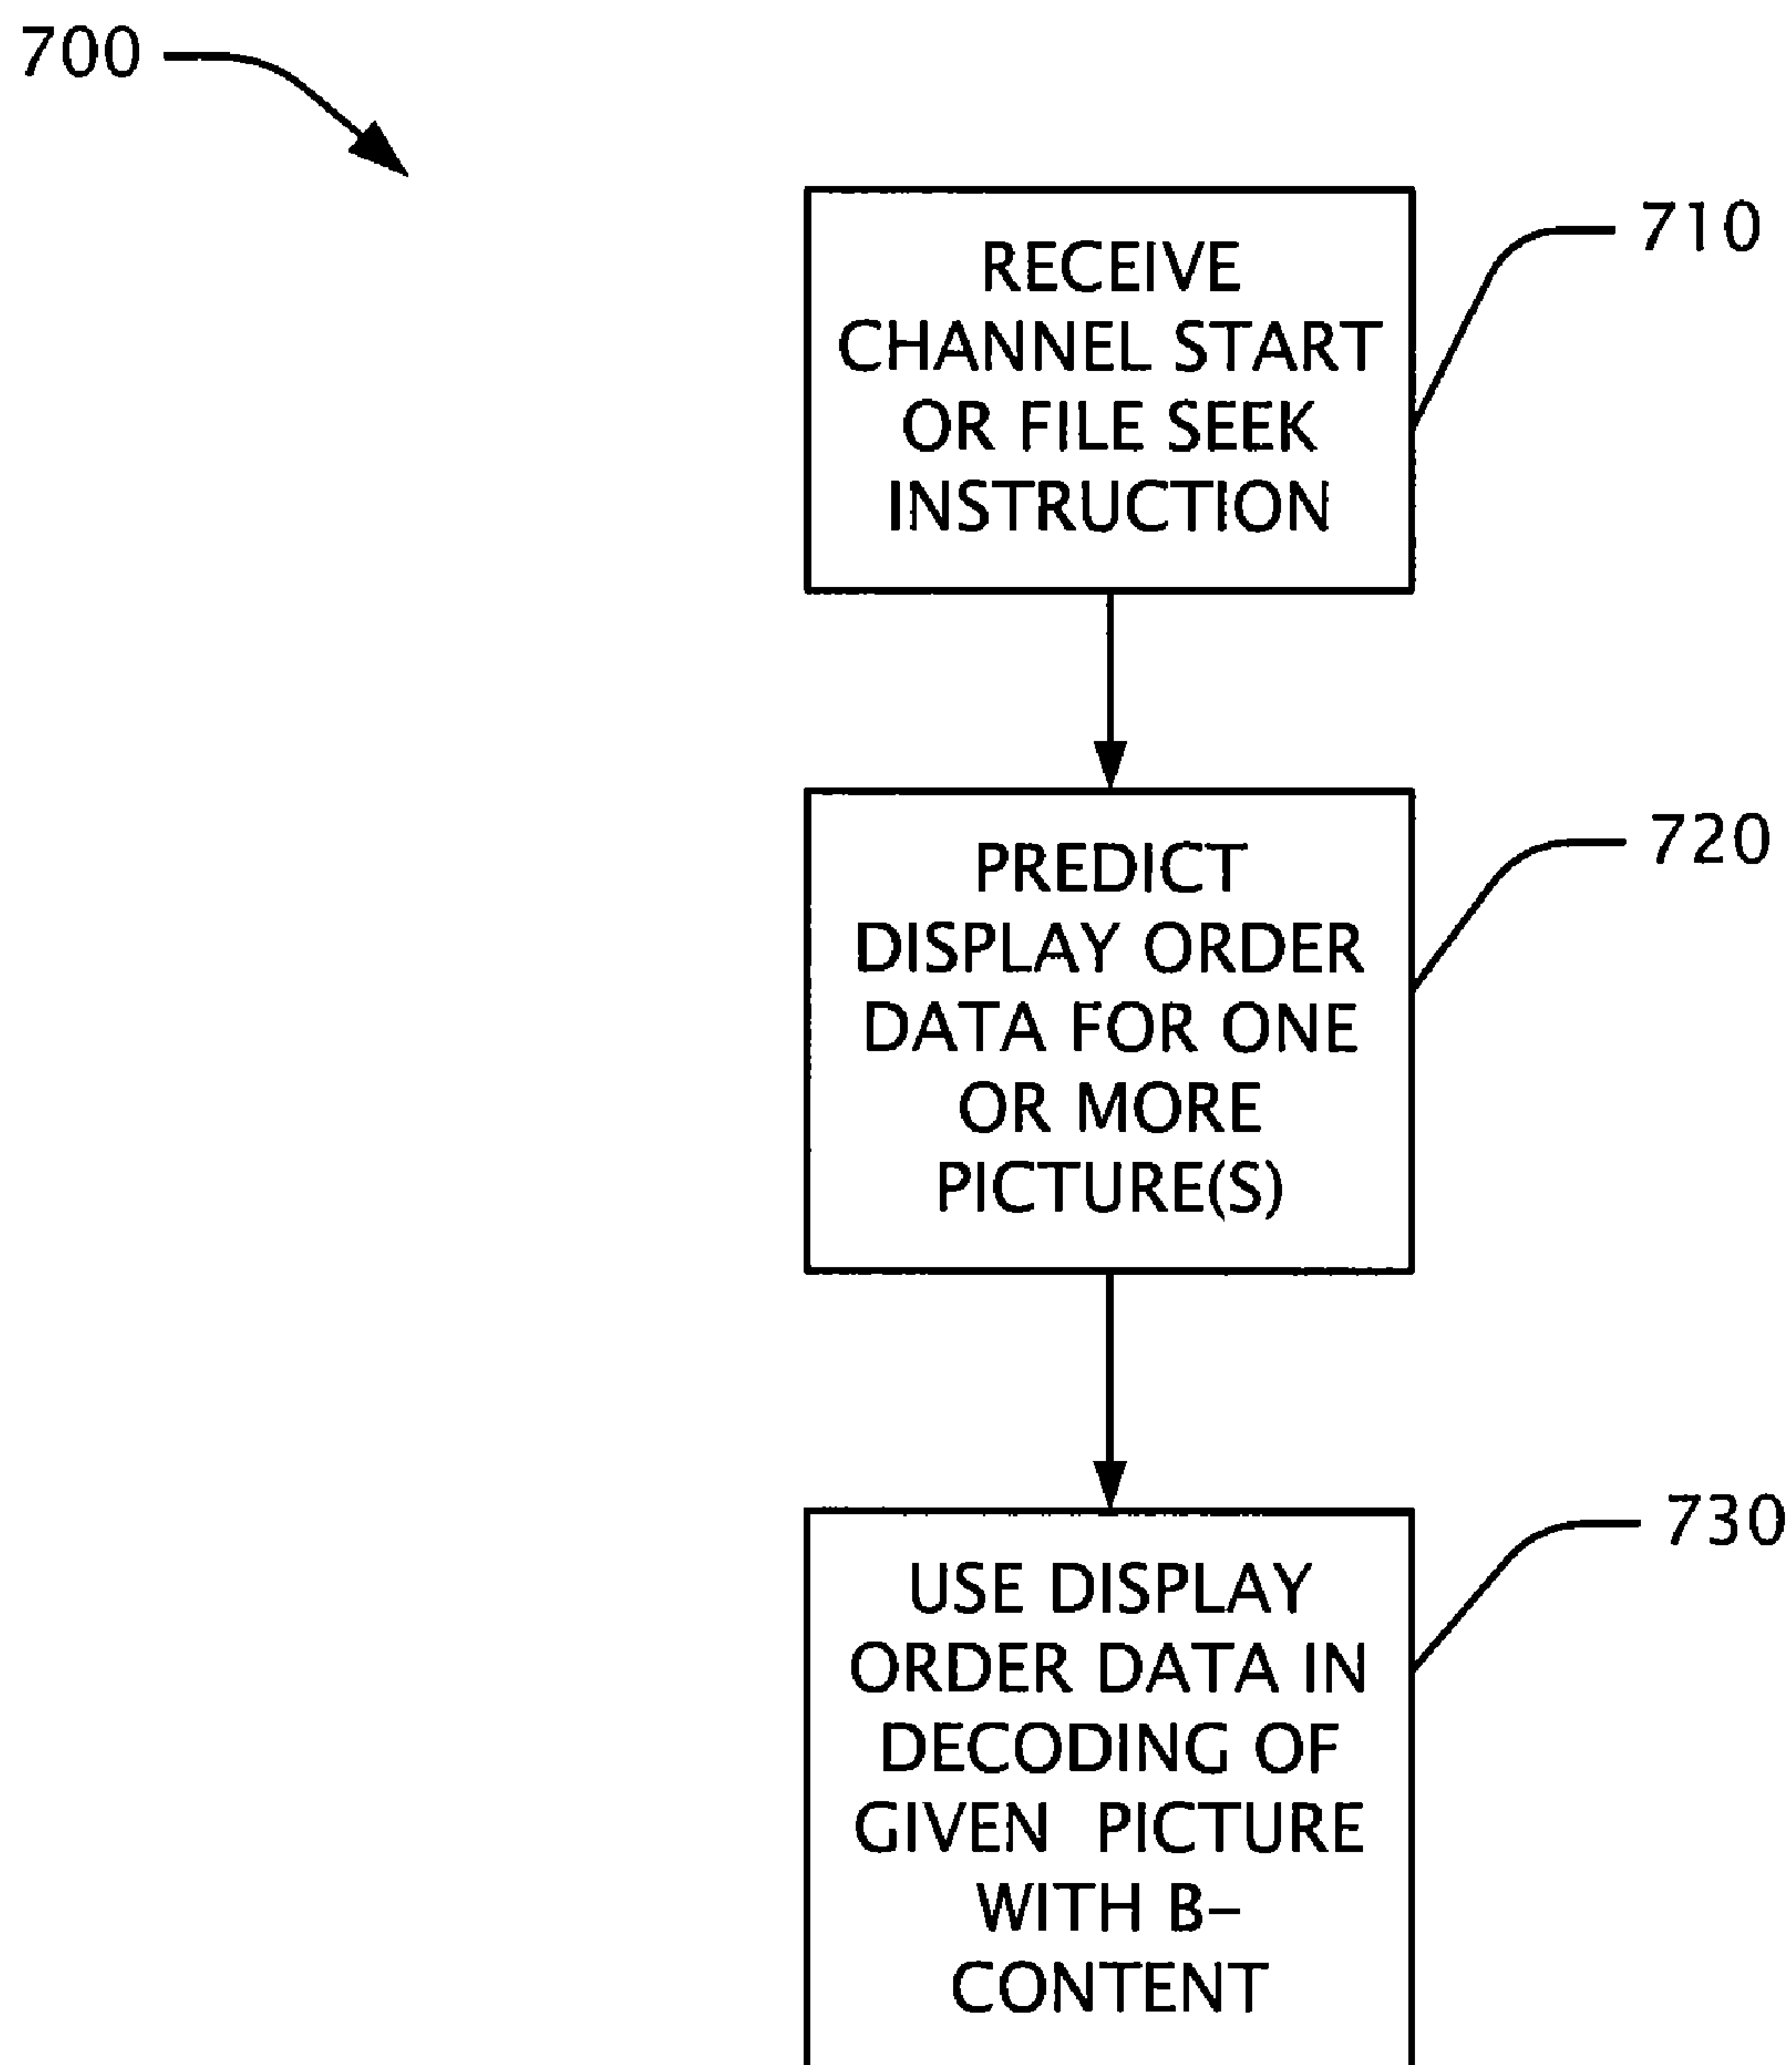 700
RECEIVE
CHANNEL START
OR FILE SEEK
INSTRUCTION
710
PREDICT
DISPLAY ORDER
DATA FOR ONE
OR MORE
PICTURE(S)
720
USE DISPLAY
ORDER DATA IN
DECODING OF
GIVEN PICTURE
WITH B-
CONTENT
730